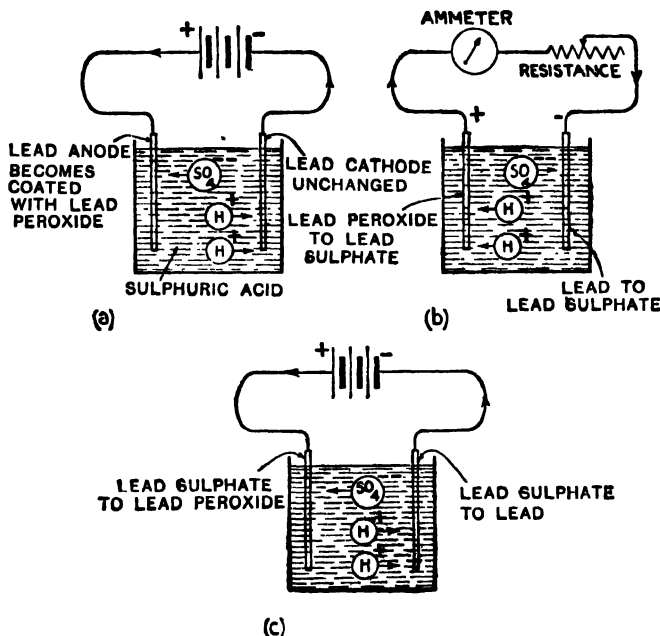 + -
LEAD ANODE
BECOMES
COATED
WITH LEAD
PEROXIDE
SO4 --
H +
H +
LEAD CATHODE
UNCHANGED
SULPHURIC ACID
(a)
AMMETER
RESISTANCE
+ -
SO4 --
H +
H +
LEAD PEROXIDE
TO LEAD
SULPHATE
LEAD TO
LEAD SULPHATE
(b)
+ -
LEAD SULPHATE
TO LEAD PEROXIDE
SO4 --
H +
H +
LEAD SULPHATE
TO LEAD
(c)